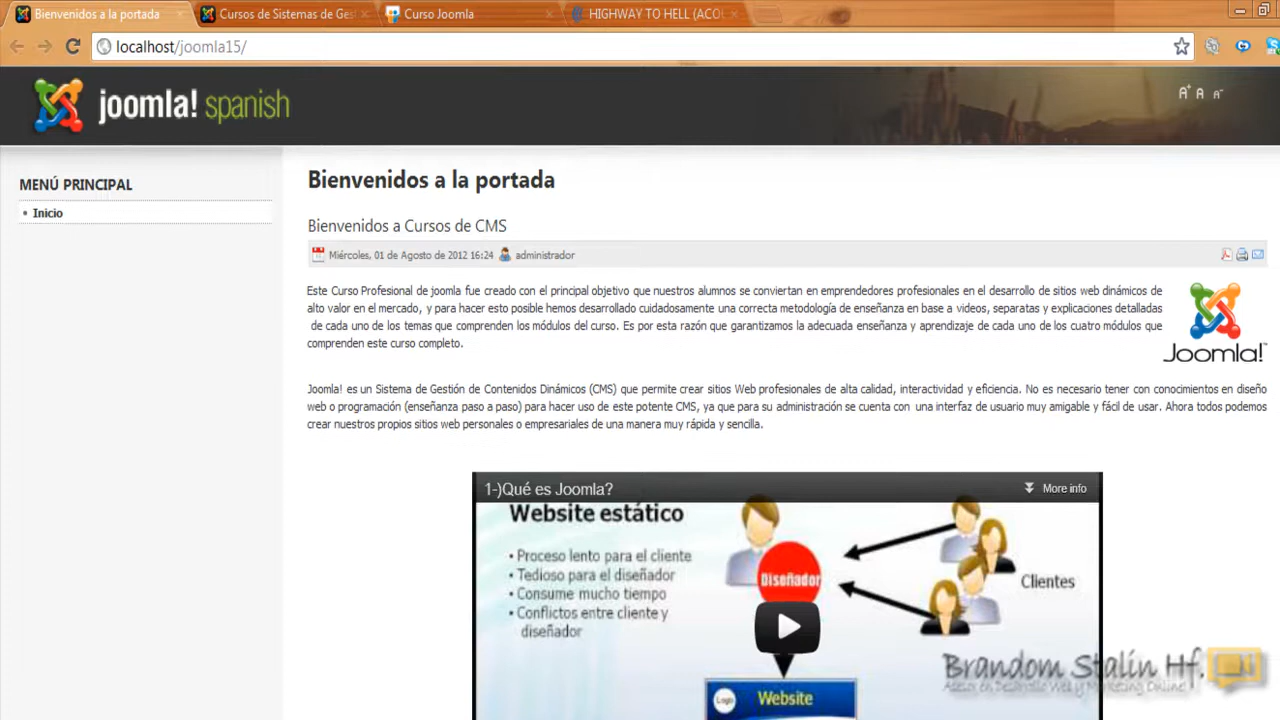 Bienvenidos a la portada
Cursos de Sistemas de Ges
Curso Joomla
HIGHWAY TO HELL (ACOU
localhost/joomla15/
joomla! spanish
A+ A A-
MENÚ PRINCIPAL
Inicio
Bienvenidos a la portada
Bienvenidos a Cursos de CMS
Miércoles, 01 de Agosto de 2012 16:24 administrador
Este Curso Profesional de joomla fue creado con el principal objetivo que nuestros alumnos se conviertan en emprendedores profesionales en el desarrollo de sitios web dinámicos de
alto valor en el mercado, y para hacer esto posible hemos desarrollado cuidadosamente una correcta metodología de enseñanza en base a videos, separatas y explicaciones detalladas
de cada uno de los temas que comprenden los módulos del curso. Es por esta razón que garantizamos la adecuada enseñanza y aprendizaje de cada uno de los cuatro módulos que
comprenden este curso completo.
Joomla!™
Joomla! es un Sistema de Gestión de Contenidos Dinámicos (CMS) que permite crear sitios Web profesionales de alta calidad, interactividad y eficiencia. No es necesario tener con conocimientos en diseño
web o programación (enseñanza paso a paso) para hacer uso de este potente CMS, ya que para su administración se cuenta con una interfaz de usuario muy amigable y fácil de usar. Ahora todos podemos
crear nuestros propios sitios web personales o empresariales de una manera muy rápida y sencilla.
1-)Qué es Joomla?
More info
Website estático
• Proceso lento para el cliente
• Tedioso para el diseñador
• Consume mucho tiempo
• Conflictos entre cliente y
diseñador
Diseñador
Clientes
Logo
Website
Brandom Stalin Hf.
Asesor en Desarrollo Web y Marketing Online!